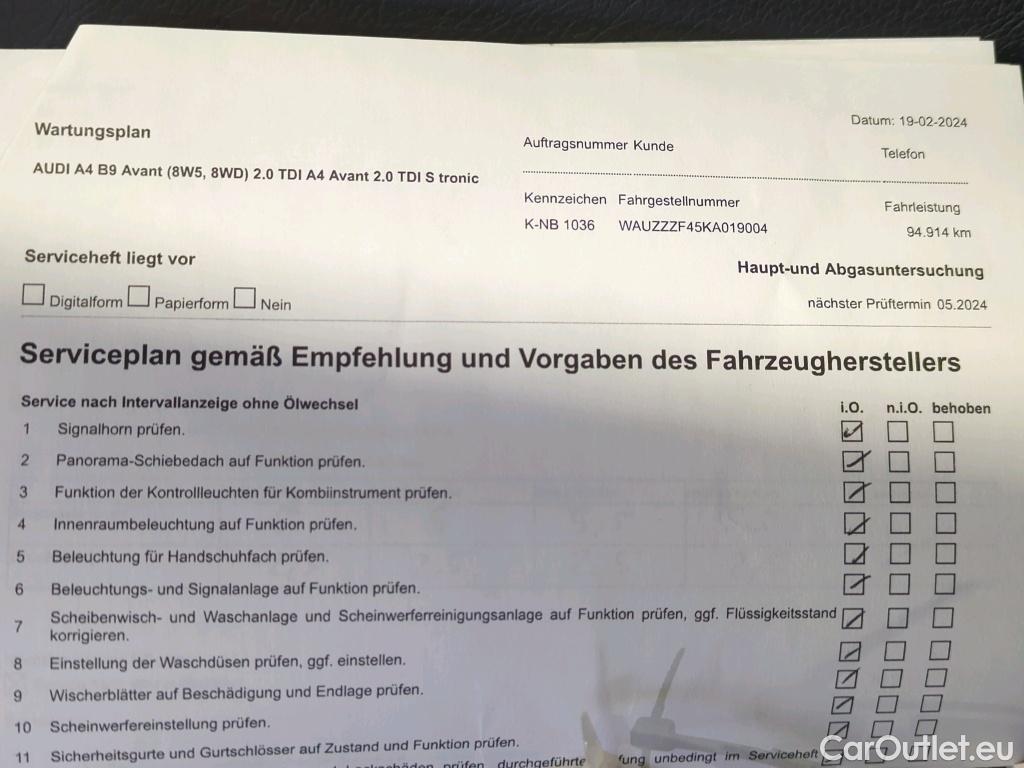 Wartungsplan
Datum: 19-02-2024
AUDI A4 B9 Avant (8W5, 8WD) 2.0 TDI A4 Avant 2.0 TDI S tronic
Auftragsnummer Kunde
Telefon
Kennzeichen Fahrgestellnummer
Fahrleistung
K-NB 1036 WAUZZZF45KA019004
94.914 km
Serviceheft liegt vor
Haupt-und Abgasuntersuchung
Digitalform Papierform Nein
nächster Prüftermin 05.2024
Serviceplan gemäß Empfehlung und Vorgaben des Fahrzeugherstellers
Service nach Intervallanzeige ohne Ölwechsel
i.O. n.i.O. behoben
1 Signalhorn prüfen.
2 Panorama-Schiebedach auf Funktion prüfen.
3 Funktion der Kontrollleuchten für Kombiinstrument prüfen.
4 Innenraumbeleuchtung auf Funktion prüfen.
5 Beleuchtung für Handschuhfach prüfen.
6 Beleuchtungs- und Signalanlage auf Funktion prüfen.
7 Scheibenwisch- und Waschanlage und Scheinwerferreinigungsanlage auf Funktion prüfen, ggf. Flüssigkeitsstand
korrigieren.
8 Einstellung der Waschdüsen prüfen, ggf. einstellen.
9 Wischerblätter auf Beschädigung und Endlage prüfen.
10 Scheinwerfereinstellung prüfen.
11 Sicherheitsgurte und Gurtschlösser auf Zustand und Funktion prüfen.
prüfen, durchgeführte unbedingt im Serviceheft
CarOutlet.eu